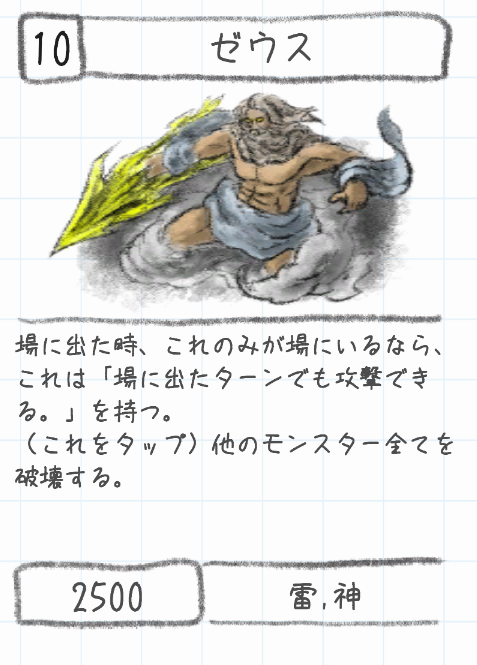 10 ゼウス
場に出た時、これのみが場にいるなら、
これは「場に出たターンでも攻撃でき
る。」を持つ。
（これをタップ）他のモンスター全てを
破壊する。
2500 雷,神